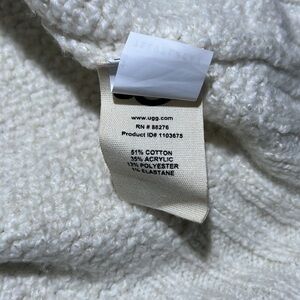 www.ugg.com
RN # 88276
Product ID# 1103675
51% COTTON
35% ACRYLIC
13% POLYESTER
1% ELASTANE